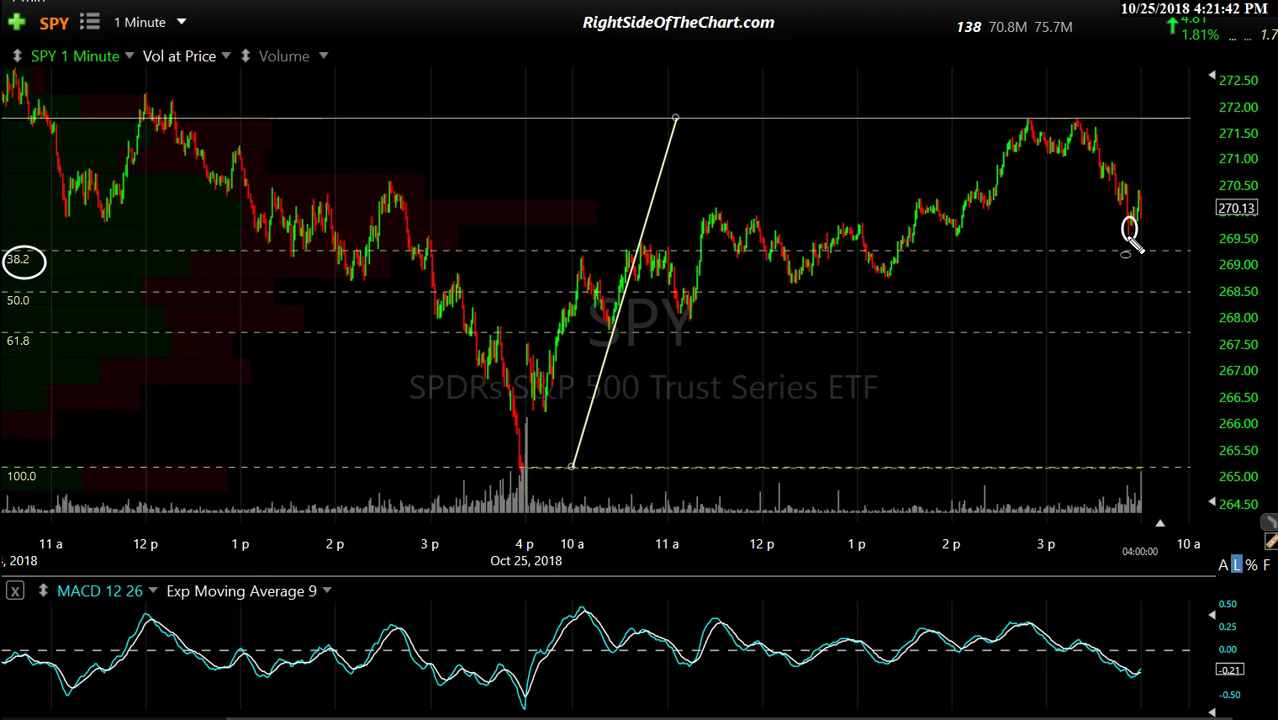 10/25/2018 4:21:42 PM
SPY 1 Minute RightSideOfTheChart.com 138 70.8M 75.7M 4.81
1.81% ... ... 1.7
SPY 1 Minute Vol at Price Volume
272.50
272.00
271.50
271.00
270.50
270.13
269.50
38.2
269.00
50.0
268.50
SPY
268.00
61.8
267.50
267.00
SPDRs S&P 500 Trust Series ETF
266.50
266.00
265.50
100.0
265.00
264.50
11 a 12 p 1 p 2 p 3 p 4 p 10 a 11 a 12 p 1 p 2 p 3 p 04:00:00 10 a
, 2018 Oct 25, 2018 A L % F
X MACD 12 26 Exp Moving Average 9
0.50
0.25
0.00
-0.21
-0.50